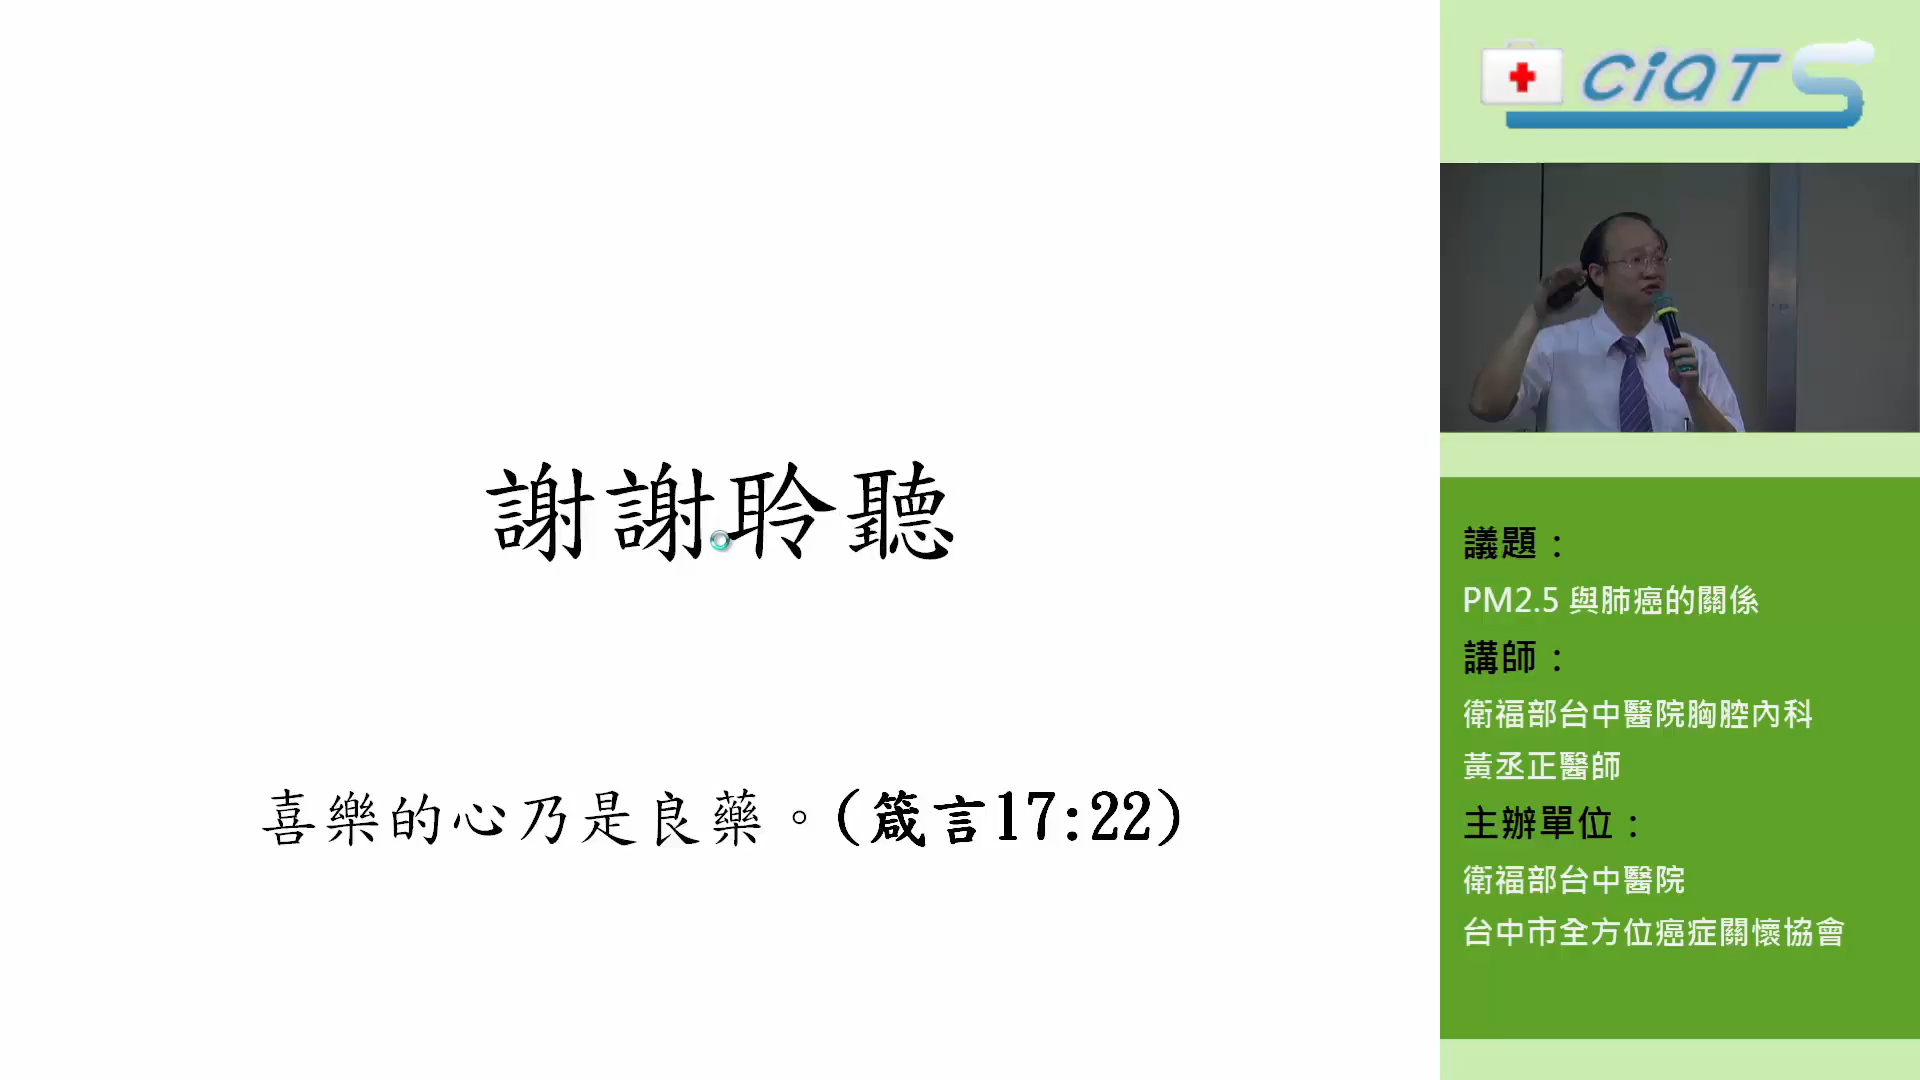 謝謝聆聽
喜樂的心乃是良藥。(箴言17:22)
ciaTS
議題：
PM2.5 與肺癌的關係
講師：
衛福部台中醫院胸腔內科
黃丞正醫師
主辦單位：
衛福部台中醫院
台中市全方位癌症關懷協會